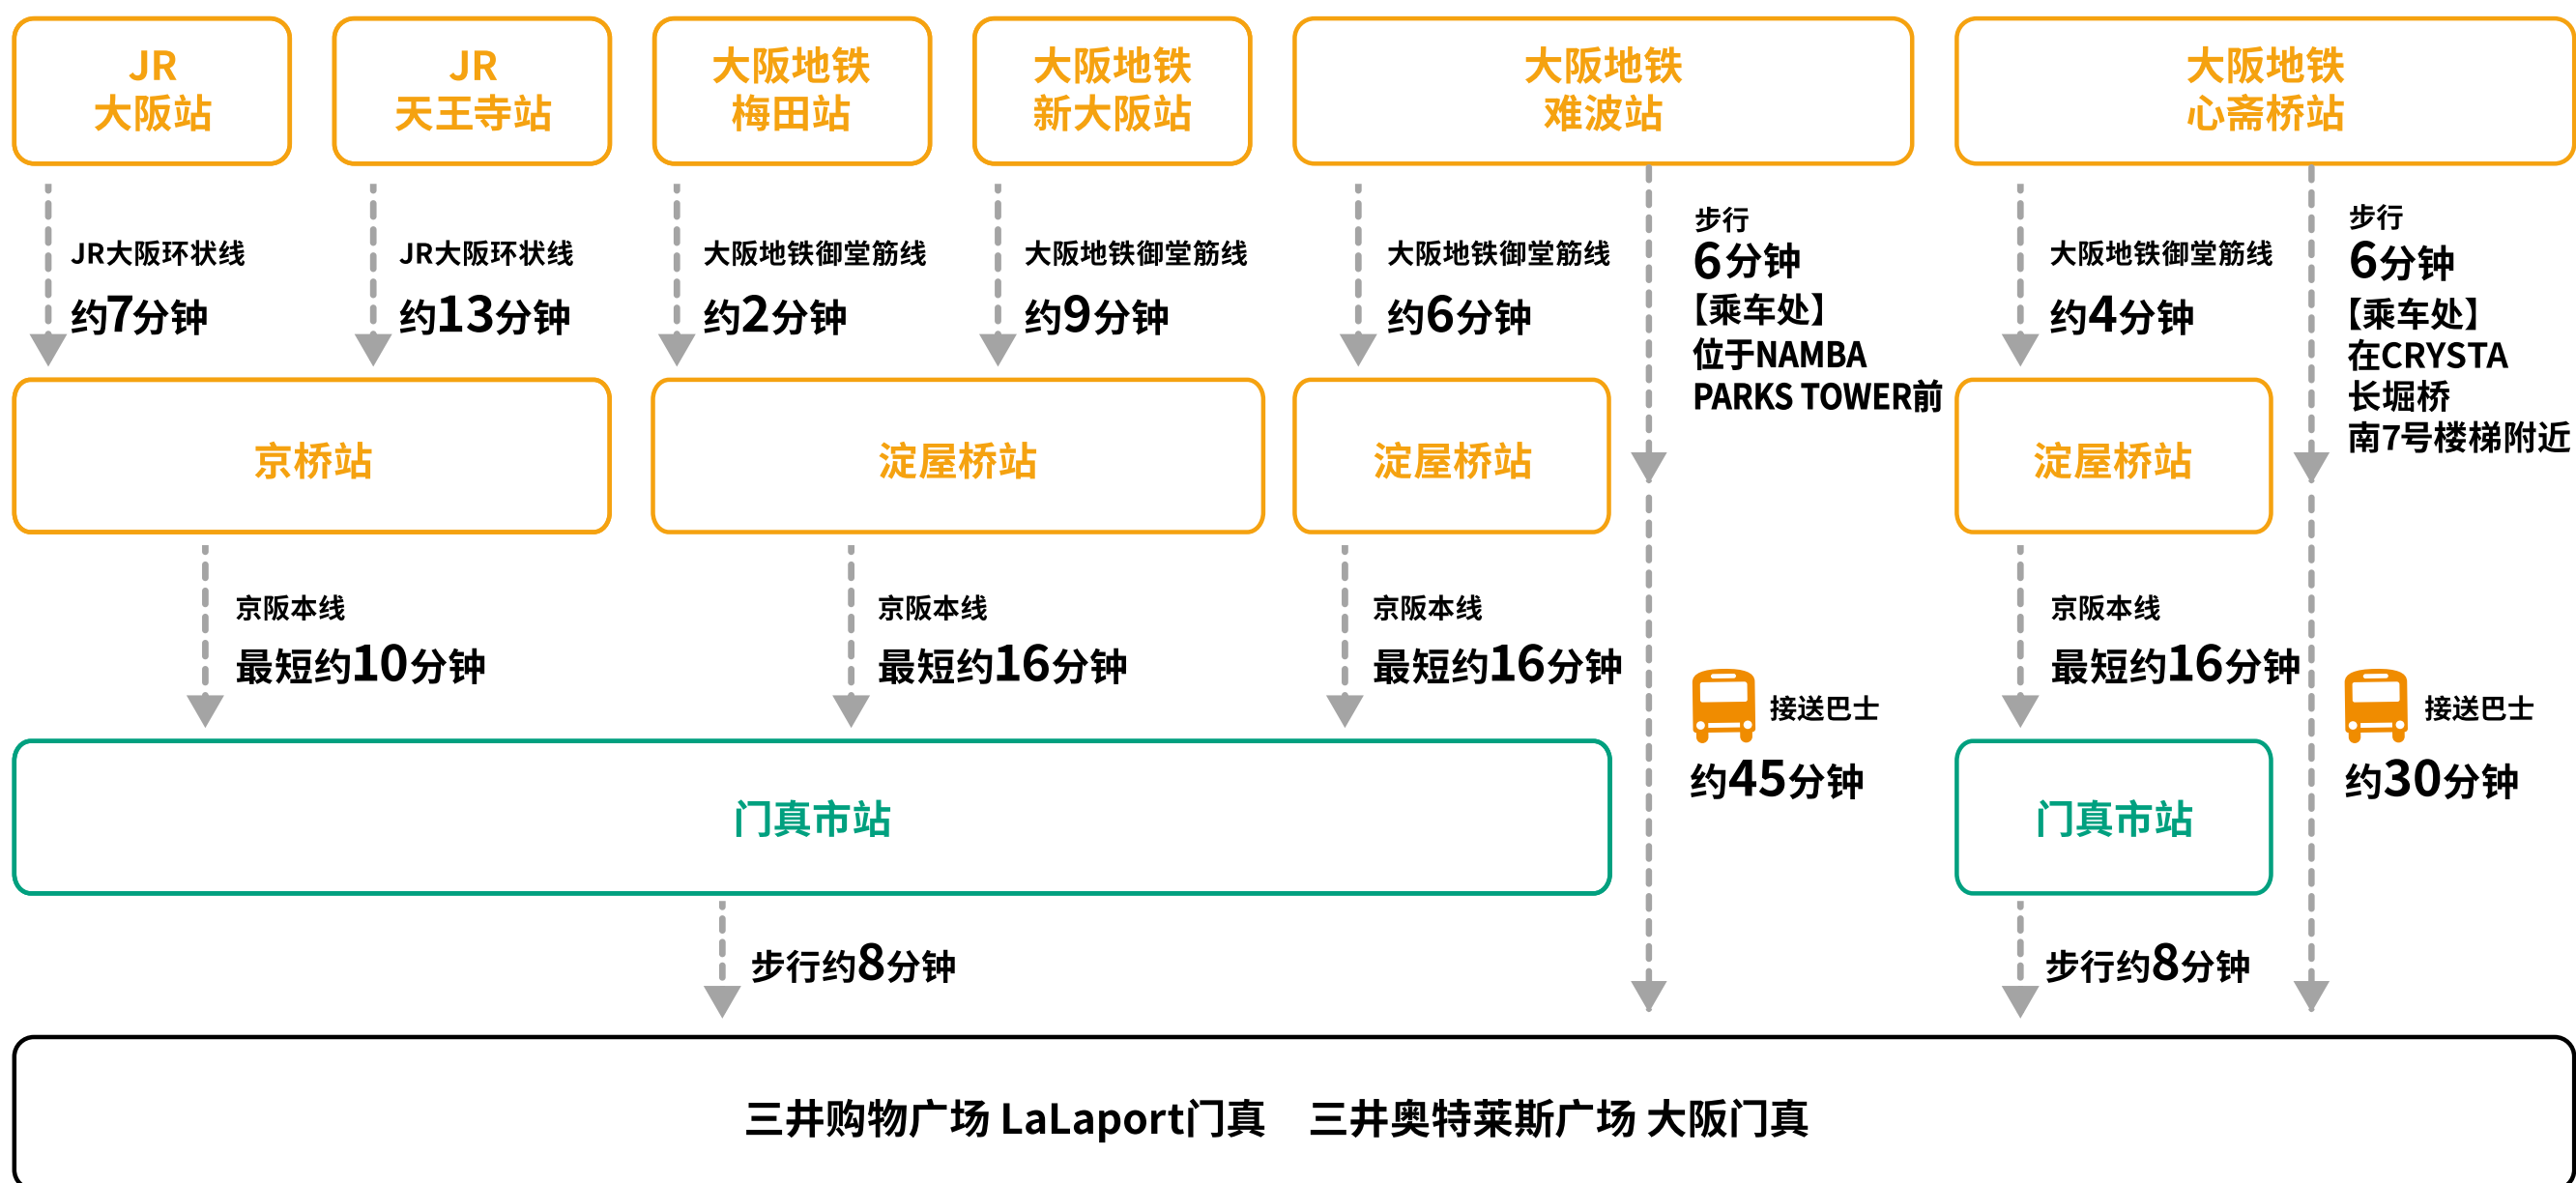 JR
大阪站
JR
天王寺站
大阪地铁
梅田站
大阪地铁
新大阪站
大阪地铁
难波站
大阪地铁
心斋桥站
JR大阪环状线
约7分钟
JR大阪环状线
约13分钟
大阪地铁御堂筋线
约2分钟
大阪地铁御堂筋线
约9分钟
大阪地铁御堂筋线
约6分钟
步行
6分钟
【乘车处】
位于NAMBA
PARKS TOWER前
大阪地铁御堂筋线
约4分钟
步行
6分钟
【乘车处】
在CRYSTA
长堀桥
南7号楼梯附近
京桥站
淀屋桥站
淀屋桥站
淀屋桥站
京阪本线
最短约10分钟
京阪本线
最短约16分钟
京阪本线
最短约16分钟
接送巴士
约45分钟
京阪本线
最短约16分钟
接送巴士
约30分钟
门真市站
门真市站
步行约8分钟
步行约8分钟
三井购物广场 LaLaport门真 三井奥特莱斯广场 大阪门真